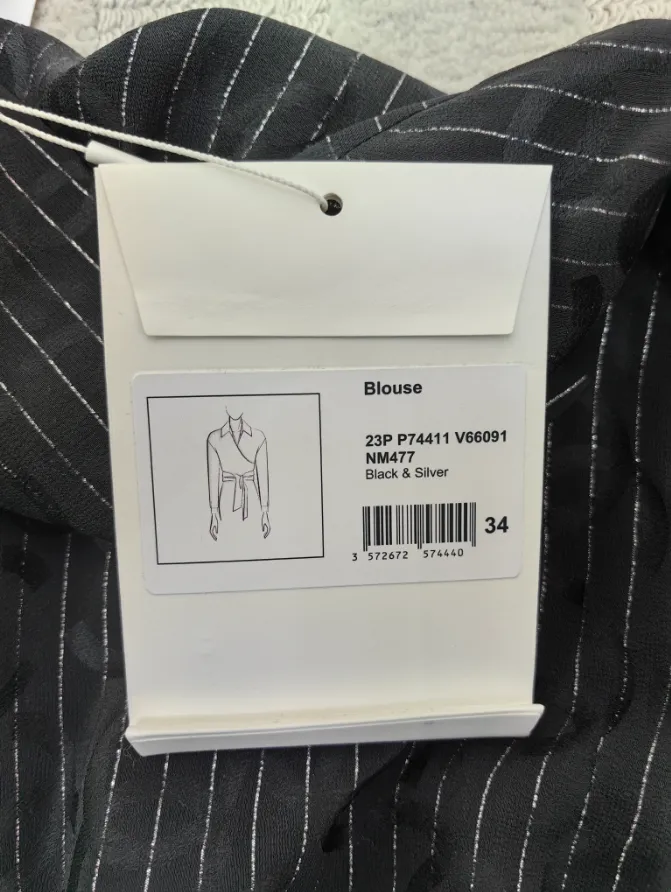 Blouse
23P P74411 V66091
NM477
Black & Silver
34
3 572672 574440